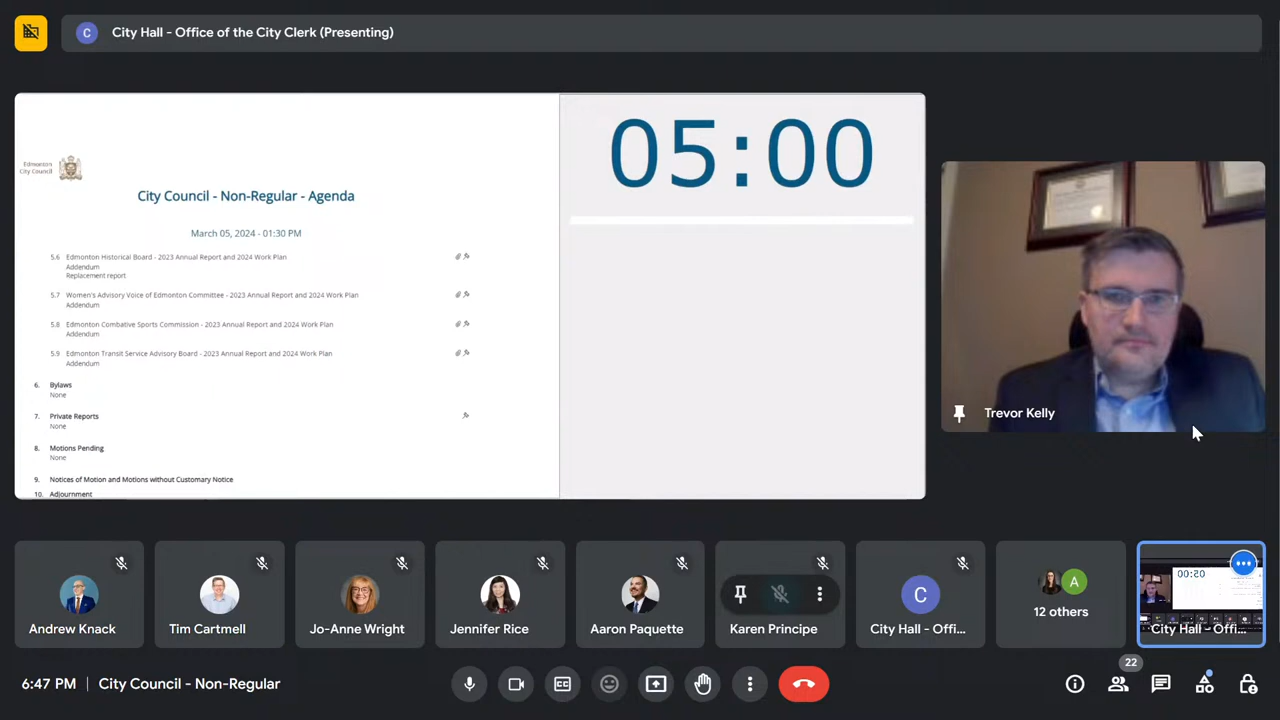 City Hall - Office of the City Clerk (Presenting)
Edmonton
City Council
City Council - Non-Regular - Agenda
March 05, 2024 - 01:30 PM
5.6 Edmonton Historical Board - 2023 Annual Report and 2024 Work Plan
Addendum
Replacement report
5.7 Women's Advisory Voice of Edmonton Committee - 2023 Annual Report and 2024 Work Plan
Addendum
5.8 Edmonton Combative Sports Commission - 2023 Annual Report and 2024 Work Plan
Addendum
5.9 Edmonton Transit Service Advisory Board - 2023 Annual Report and 2024 Work Plan
Addendum
6. Bylaws
None
7. Private Reports
None
8. Motions Pending
None
9. Notices of Motion and Motions without Customary Notice
10. Adjournment
05:00
Trevor Kelly
Andrew Knack
Tim Cartmell
Jo-Anne Wright
Jennifer Rice
Aaron Paquette
Karen Principe
C
City Hall - Offi...
A
12 others
00:50
City Hall - Offi...
6:47 PM | City Council - Non-Regular
22